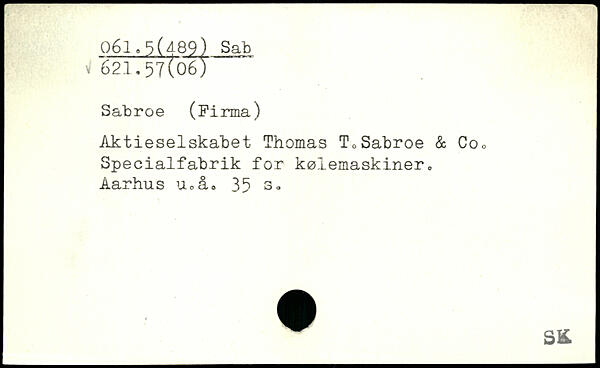 061.5(489) Sab
√ 621.57(06)
Sabroe (Firma)
Aktieselskabet Thomas T.Sabroe & Co.
Specialfabrik for kølemaskiner.
Aarhus u.å. 35 s.
SK